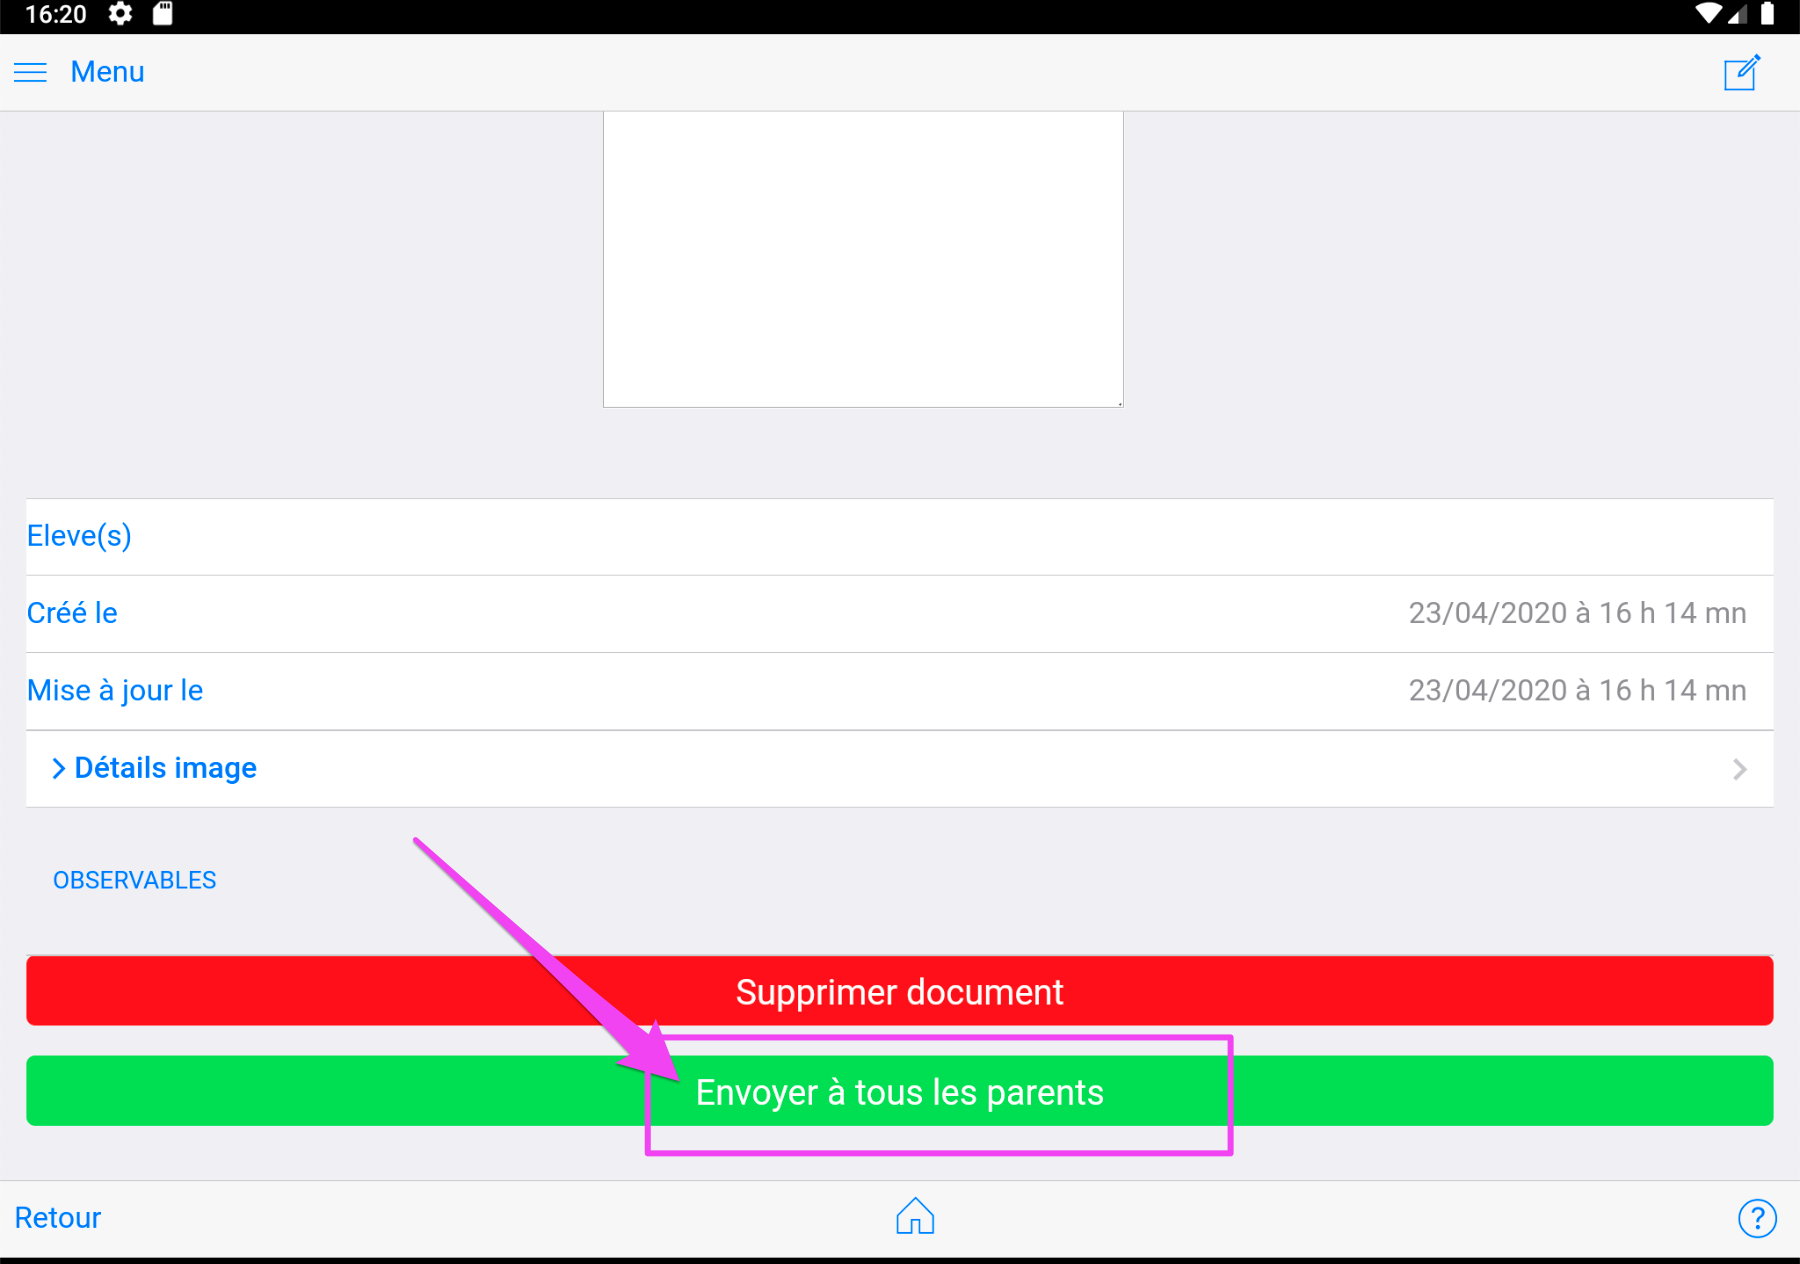 16:20
Menu
Eleve(s)
Créé le 23/04/2020 à 16 h 14 mn
Mise à jour le 23/04/2020 à 16 h 14 mn
Détails image
OBSERVABLES
Supprimer document
Envoyer à tous les parents
Retour
?